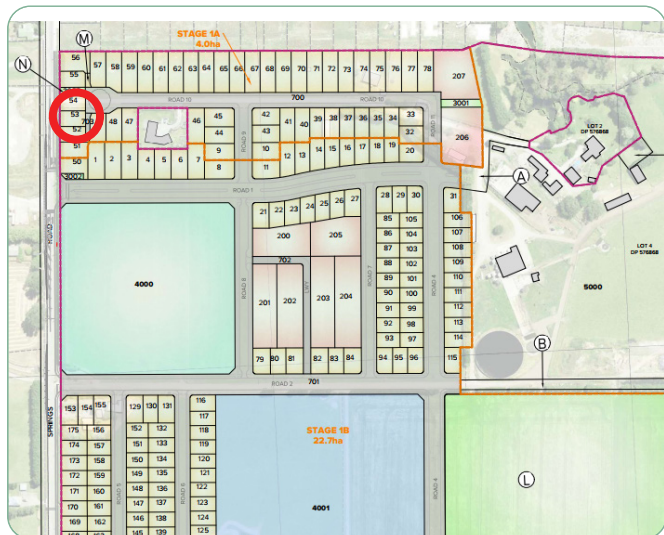 M
N
STAGE 1A
4.0ha
56 57 58 59 60 61 62 63 64 65 66 67 68 69 70 71 72 73 74 75 76 77 78 207
55
54
ROAD 10 700 ROAD 10
3001
53 703 48 47 46 45 42 41 40 39 38 37 36 35 34 33
52 44 43 32 206
51 9 10 20
50 1 2 3 4 5 6 7 8 11 12 13 14 15 16 17 18 19
3002
ROAD 8
ROAD 11
ROAD 1
A
LOT 2
DP 576868
21 22 23 24 25 26 27 28 29 30 31
200 205
702
201 202 203 204
79 80 81 82 83 84
85 96 104 106
86 105 107
87 103 108
88 102 109
89 101 110
90 100 111
91 99 112
92 98 113
93 97 114
94 95 96 115
ROAD
4000
ROAD 8
ROAD 7
ROAD 4
LOT 4
DP 576868
5000
B
ROAD 2 701
153 154 155 129 130 131 116
117
175 156 152 132 118
174 157 151 133 119
173 158 150 134 120
172 159 149 135 121
171 160 148 136 122
170 161 147 137 123
169 162 146 138 124
145 139 125
SPRINGS
ROAD 5
ROAD 6
STAGE 1B
22.7ha
4001
ROAD 4
L